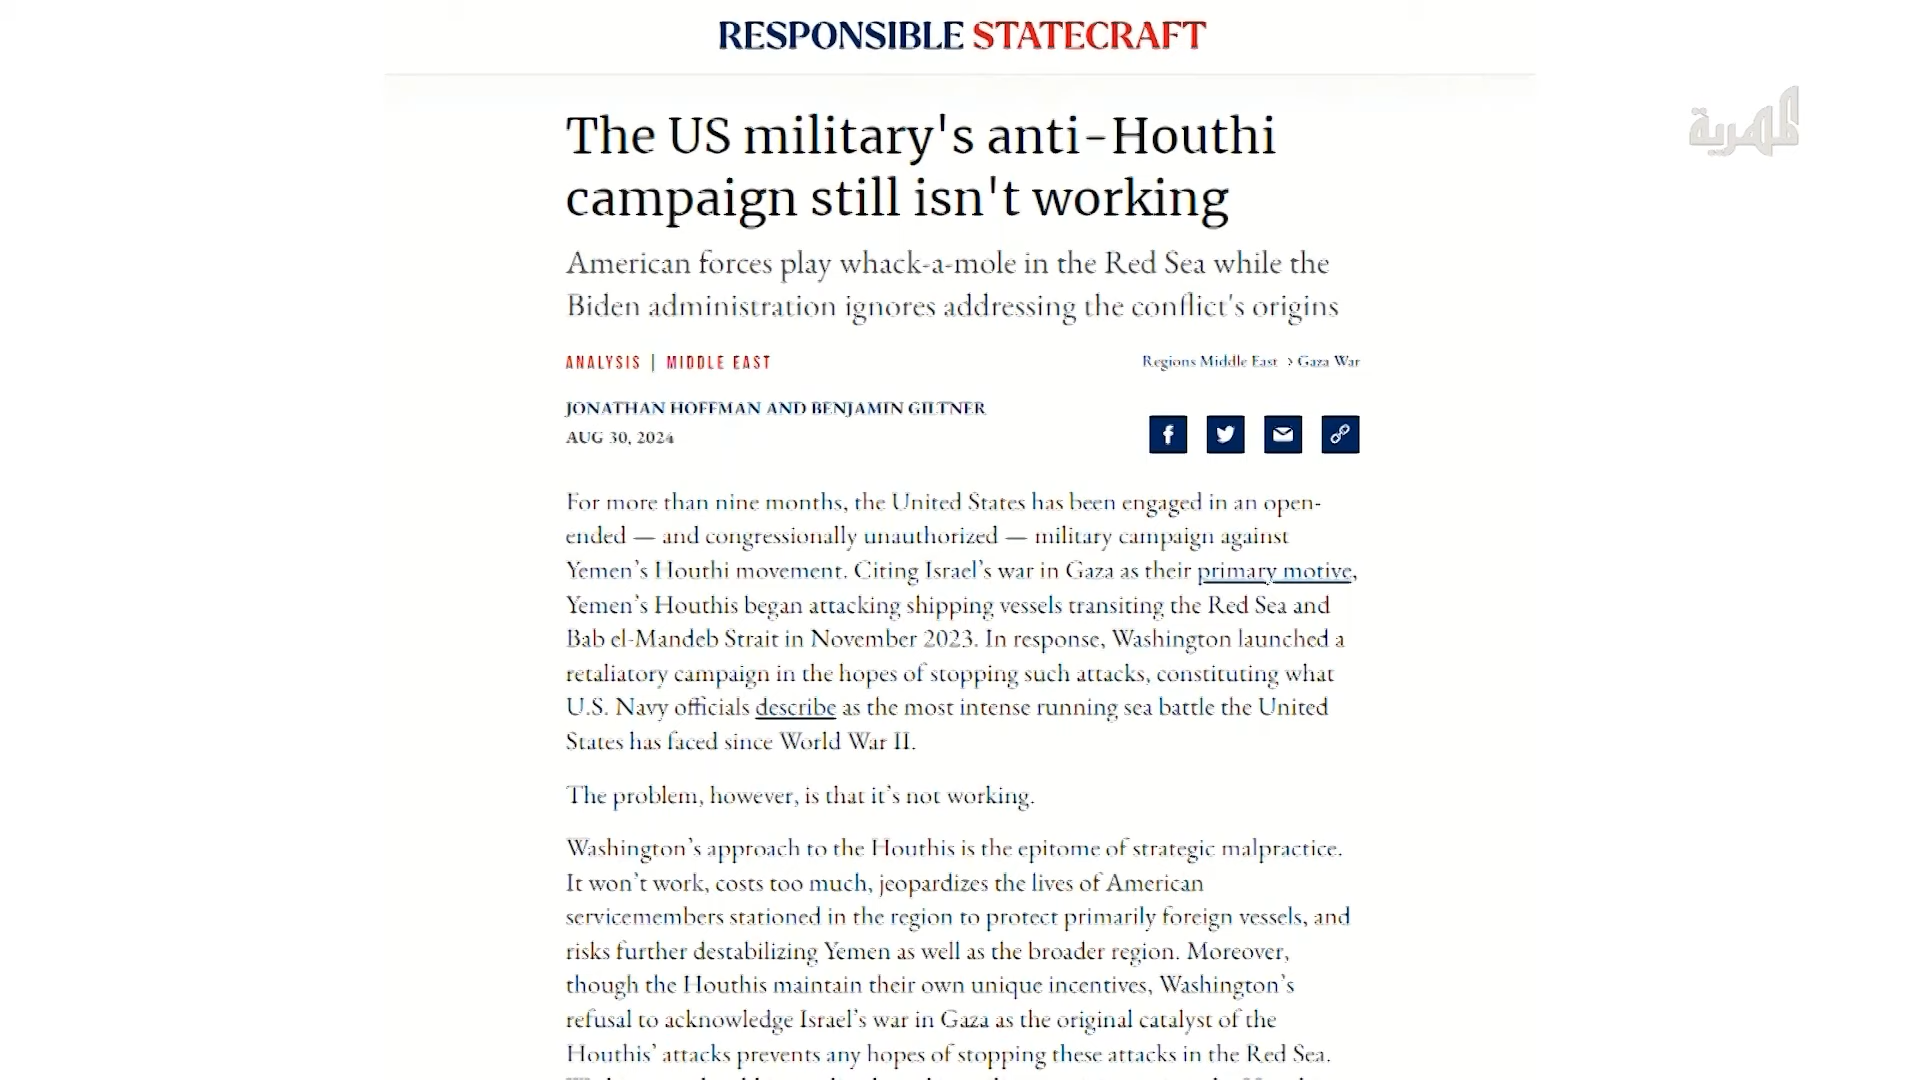 RESPONSIBLE STATECRAFT
المهرية
The US military's anti-Houthi
campaign still isn't working
American forces play whack-a-mole in the Red Sea while the
Biden administration ignores addressing the conflict's origins
ANALYSIS | MIDDLE EAST
Regions Middle East > Gaza War
JONATHAN HOFFMAN AND BENJAMIN GILTNER
AUG 30, 2024
For more than nine months, the United States has been engaged in an open-
ended — and congressionally unauthorized — military campaign against
Yemen’s Houthi movement. Citing Israel’s war in Gaza as their primary motive,
Yemen’s Houthis began attacking shipping vessels transiting the Red Sea and
Bab el-Mandeb Strait in November 2023. In response, Washington launched a
retaliatory campaign in the hopes of stopping such attacks, constituting what
U.S. Navy officials describe as the most intense running sea battle the United
States has faced since World War II.
The problem, however, is that it’s not working.
Washington’s approach to the Houthis is the epitome of strategic malpractice.
It won’t work, costs too much, jeopardizes the lives of American
servicemembers stationed in the region to protect primarily foreign vessels, and
risks further destabilizing Yemen as well as the broader region. Moreover,
though the Houthis maintain their own unique incentives, Washington’s
refusal to acknowledge Israel’s war in Gaza as the original catalyst of the
Houthis’ attacks prevents any hopes of stopping these attacks in the Red Sea.